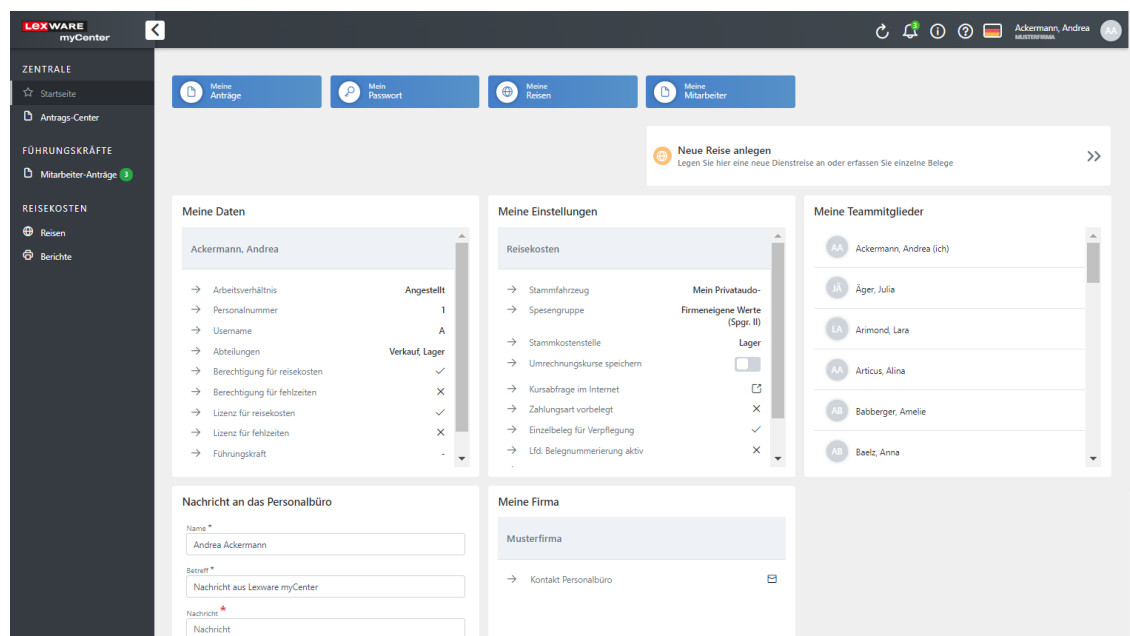 LEXWARE
myCenter
Ackermann, Andrea
MUSTERFIRMA
AA
ZENTRALE
Startseite
Antrags-Center
FÜHRUNGSKRÄFTE
Mitarbeiter-Anträge 3
REISEKOSTEN
Reisen
Berichte
Meine
Anträge
Mein
Passwort
Meine
Reisen
Meine
Mitarbeiter
Neue Reise anlegen
Legen Sie hier eine neue Dienstreise an oder erfassen Sie einzelne Belege
Meine Daten
Ackermann, Andrea
Arbeitsverhältnis Angestellt
Personalnummer 1
Username A
Abteilungen Verkauf, Lager
Berechtigung für reisekosten
Berechtigung für fehlzeiten
Lizenz für reisekosten
Lizenz für fehlzeiten
Führungskraft -
Meine Einstellungen
Reisekosten
Stammfahrzeug Mein Privataudo-
Spesengruppe Firmeneigene Werte
(Spgr. II)
Stammkostenstelle Lager
Umrechnungskurse speichern
Kursabfrage im Internet
Zahlungsart vorbelegt
Einzelbeleg für Verpflegung
Lfd. Belegnummerierung aktiv
Meine Teammitglieder
AA Ackermann, Andrea (ich)
JÄ Äger, Julia
LA Arimond, Lara
AA Articus, Alina
AB Babberger, Amelie
AB Baelz, Anna
Nachricht an das Personalbüro
Name *
Andrea Ackermann
Betreff *
Nachricht aus Lexware myCenter
Nachricht *
Nachricht
Meine Firma
Musterfirma
Kontakt Personalbüro